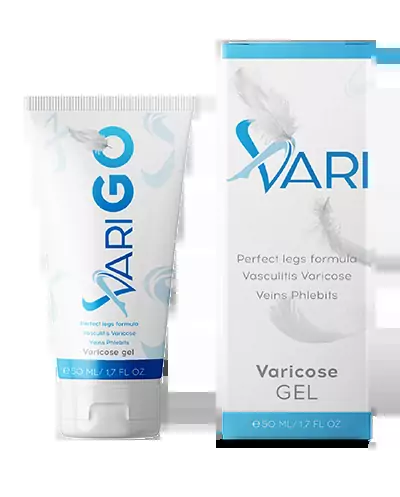 VARIGO
Perfect legs formula
Vasculitis Varicose
Veins Phlebits
Varicose gel
℮50 ML/ 1.7 FL OZ
VARI
Perfect legs formula
Vasculitis Varicose
Veins Phlebits
Varicose
GEL
℮50 ML/ 1.7 FL OZ